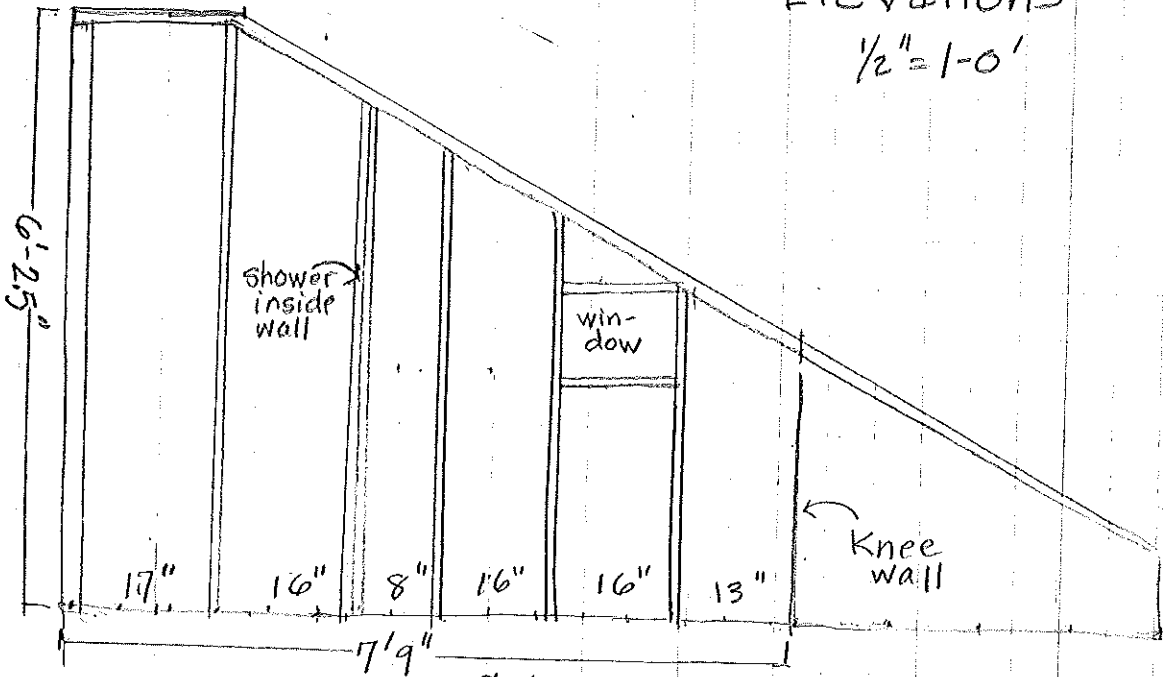 Elevations
1/2"=1-0'
6'-2.5"
shower
inside
wall
win-
dow
Knee
wall
17"
16"
8"
16"
16"
13"
7'9"